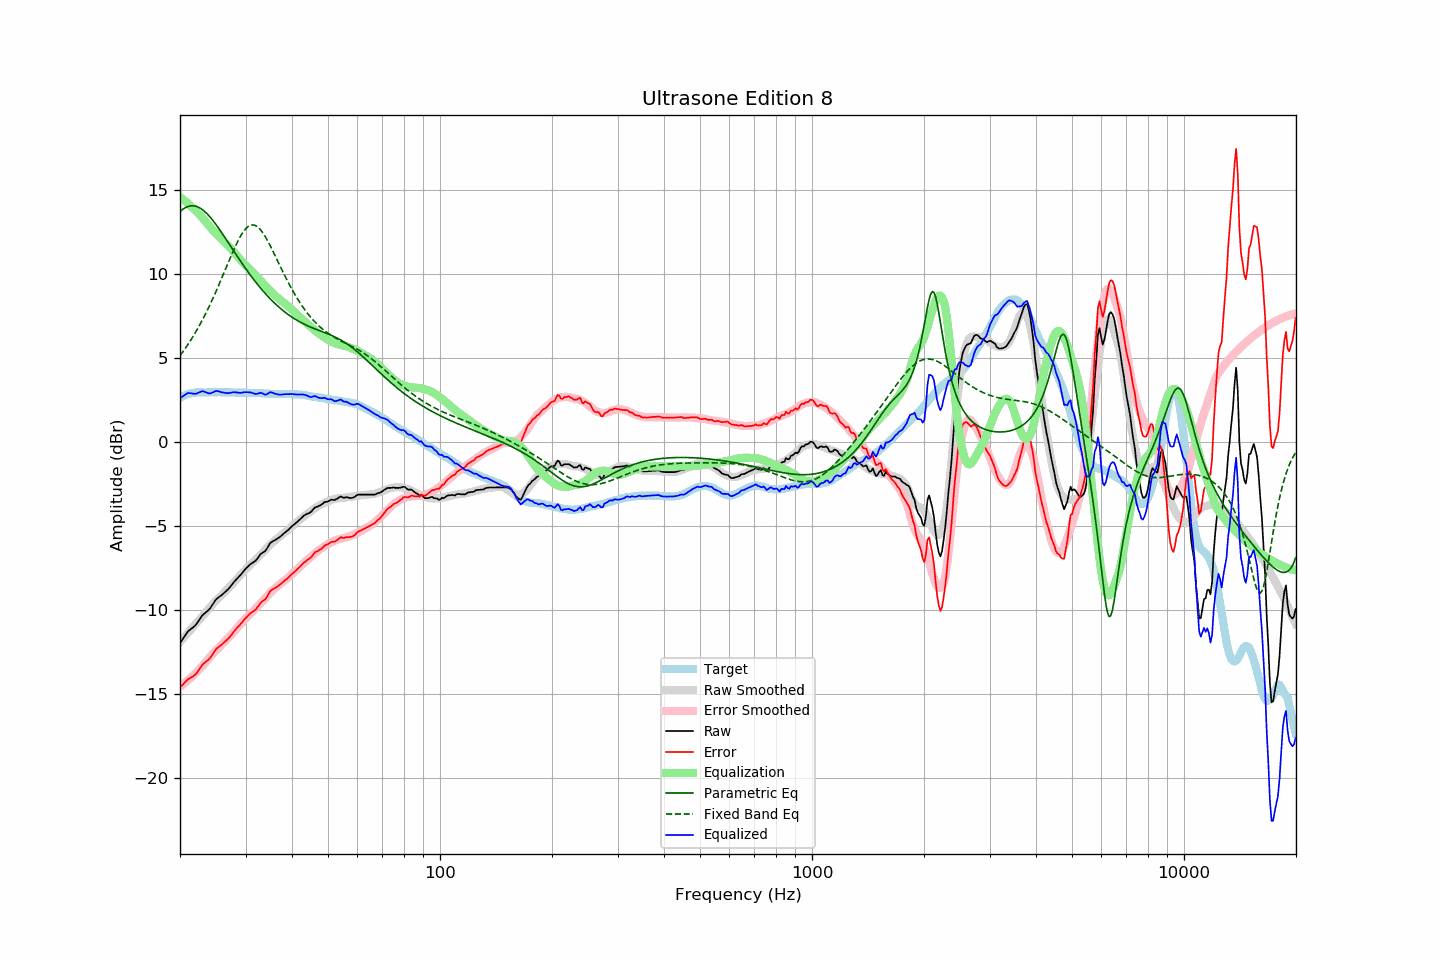 Ultrasone Edition 8
Amplitude (dBr)
15
10
5
0
−5
−10
−15
−20
Target
Raw Smoothed
Error Smoothed
Raw
Error
Equalization
Parametric Eq
Fixed Band Eq
Equalized
100
1000
10000
Frequency (Hz)